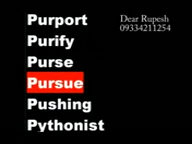 Purport
Purify
Purse
Pursue
Pushing
Pythonist
Dear Rupesh
09334211254